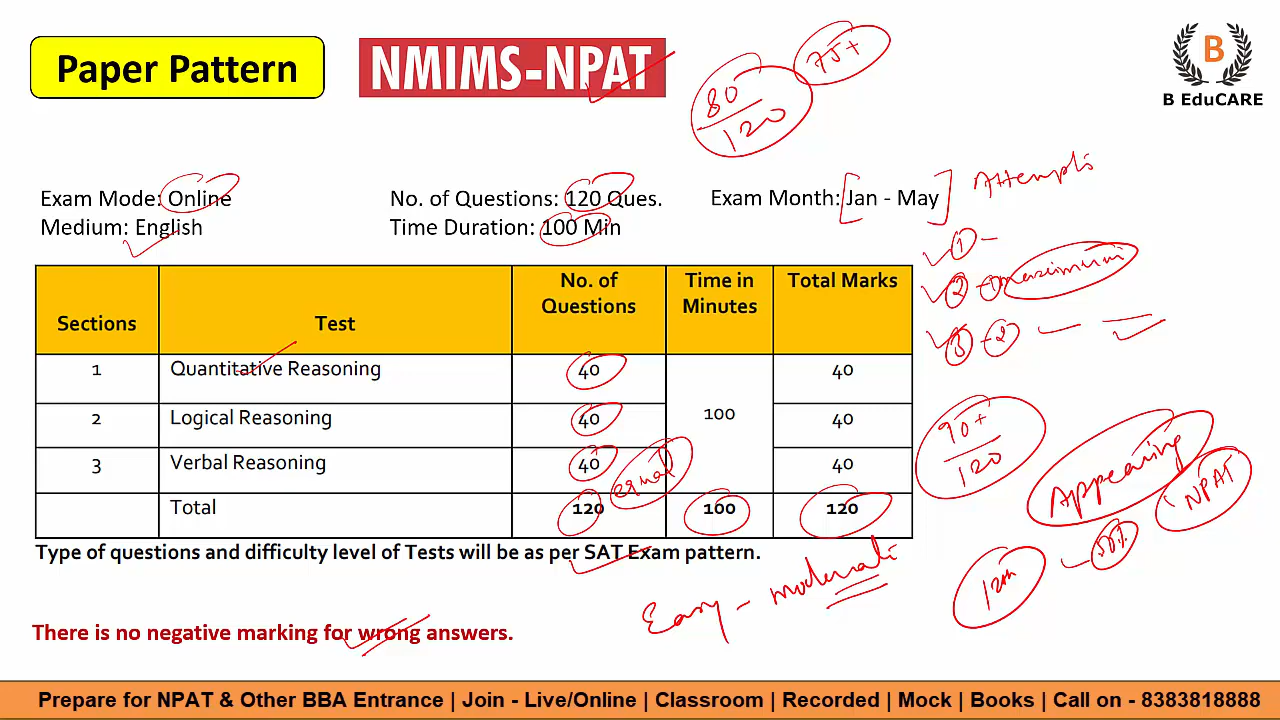 Paper Pattern
NMIMS-NPAT
80
120
75+
B
B EduCARE
Exam Mode: Online
No. of Questions: 120 Ques.
Exam Month: [Jan - May]
Attempts
Medium: English
Time Duration: 100 Min
1 -
2 - maximum
3 - 2
Sections Test No. of Questions Time in Minutes Total Marks
1 Quantitative Reasoning 40 40
2 Logical Reasoning 40 100 40
3 Verbal Reasoning 40 40
equal
Total 120 100 120
90+
120
Appearing
NPAT
12th
Type of questions and difficulty level of Tests will be as per SAT Exam pattern.
Easy - moderate
There is no negative marking for wrong answers.
Prepare for NPAT & Other BBA Entrance | Join - Live/Online | Classroom | Recorded | Mock | Books | Call on - 8383818888